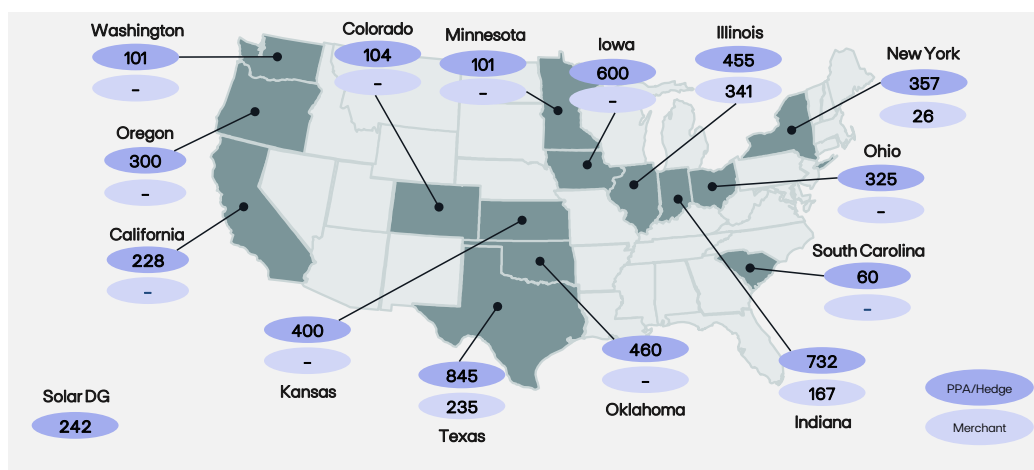 Washington
101
-
Colorado
104
-
Minnesota
101
-
Iowa
600
-
Illinois
455
341
New York
357
26
Oregon
300
-
Ohio
325
-
California
228
-
South Carolina
60
-
400
-
Kansas
845
235
Texas
460
-
Oklahoma
732
167
Indiana
Solar DG
242
PPA/Hedge
Merchant